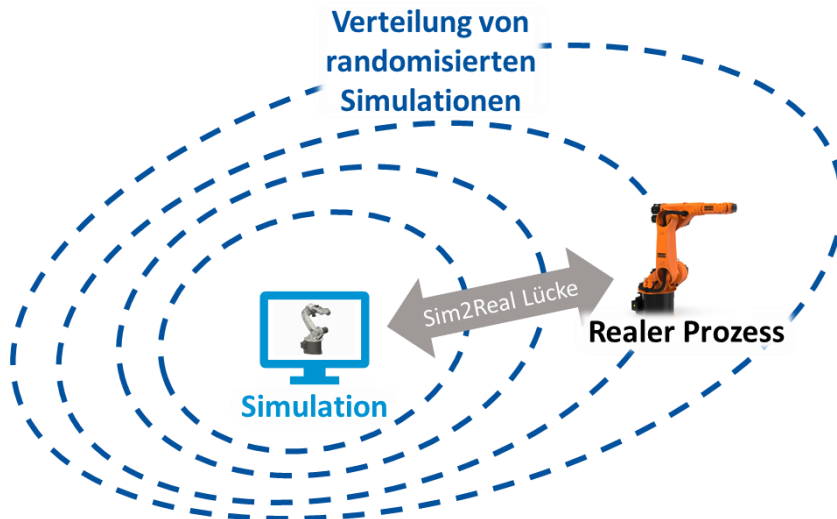 Verteilung von
randomisierten
Simulationen
Sim2Real Lücke
Realer Prozess
Simulation